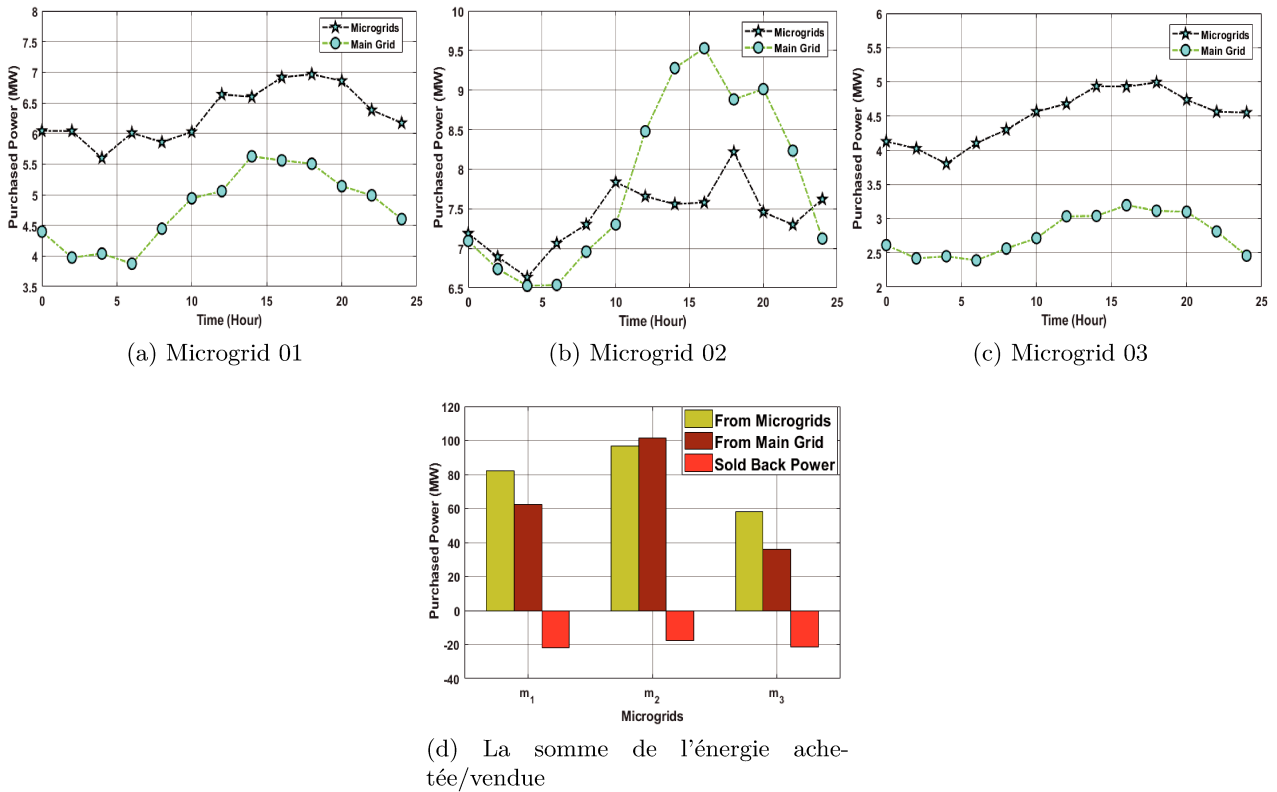 8
7.5
7
6.5
6
5.5
5
4.5
4
3.5
0 5 10 15 20 25
Purchased Power (MW)
Time (Hour)
Microgrids
Main Grid
(a) Microgrid 01
10
9.5
9
8.5
8
7.5
7
6.5
0 5 10 15 20 25
Purchased Power (MW)
Time (Hour)
Microgrids
Main Grid
(b) Microgrid 02
6
5.5
5
4.5
4
3.5
3
2.5
2
0 5 10 15 20 25
Purchased Power (MW)
Time (Hour)
Microgrids
Main Grid
(c) Microgrid 03
120
100
80
60
40
20
0
-20
-40
Purchased Power (MW)
From Microgrids
From Main Grid
Sold Back Power
m1 m2 m3
Microgrids
(d) La somme de l'énergie ache-
tée/vendue